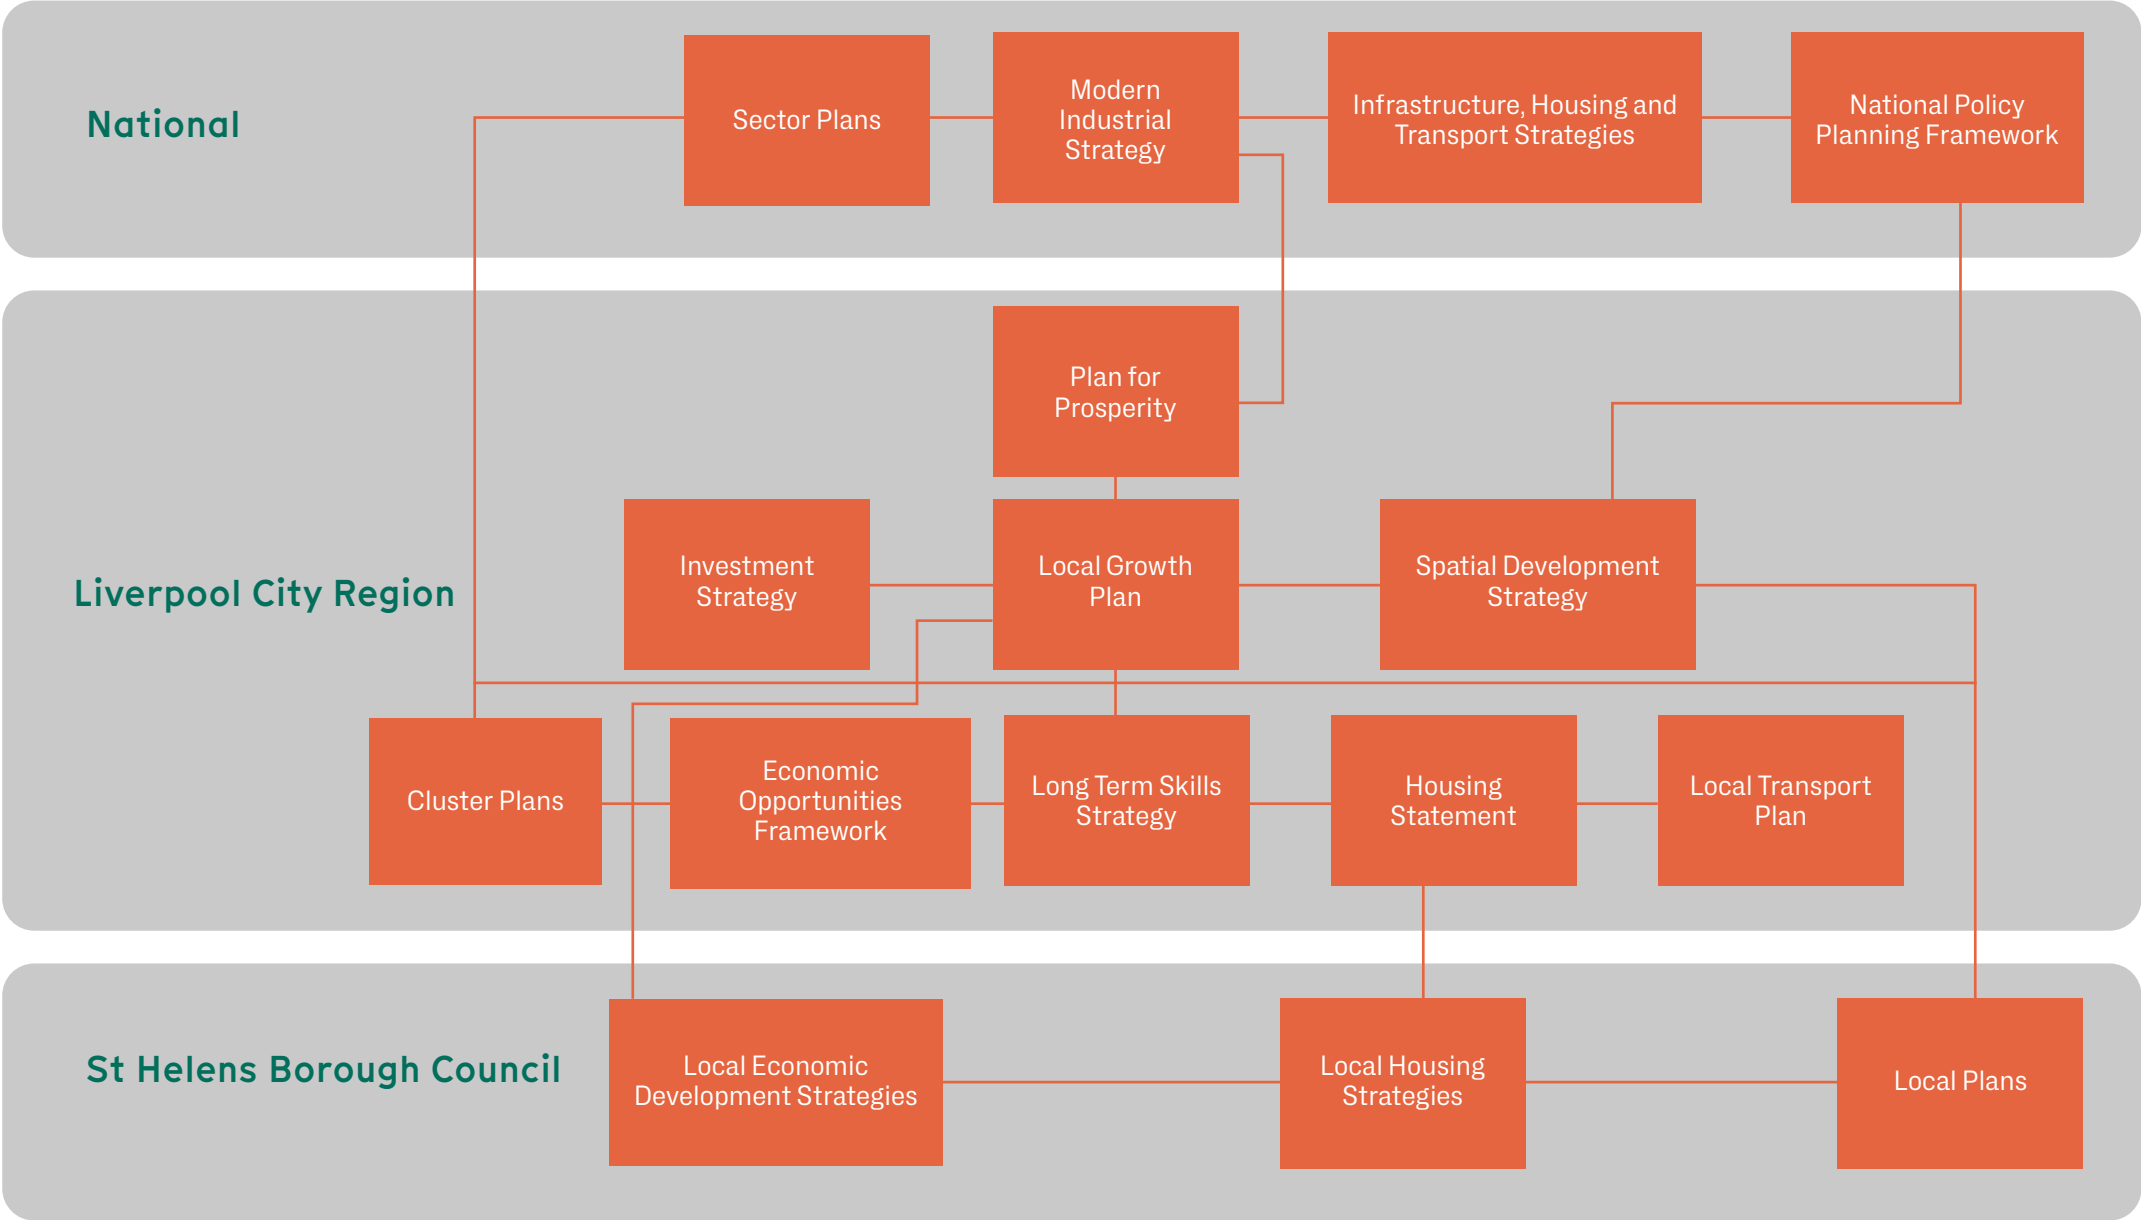 National
Sector Plans
Modern
Industrial
Strategy
Infrastructure, Housing and
Transport Strategies
National Policy
Planning Framework
Liverpool City Region
Plan for
Prosperity
Investment
Strategy
Local Growth
Plan
Spatial Development
Strategy
Cluster Plans
Economic
Opportunities
Framework
Long Term Skills
Strategy
Housing
Statement
Local Transport
Plan
St Helens Borough Council
Local Economic
Development Strategies
Local Housing
Strategies
Local Plans